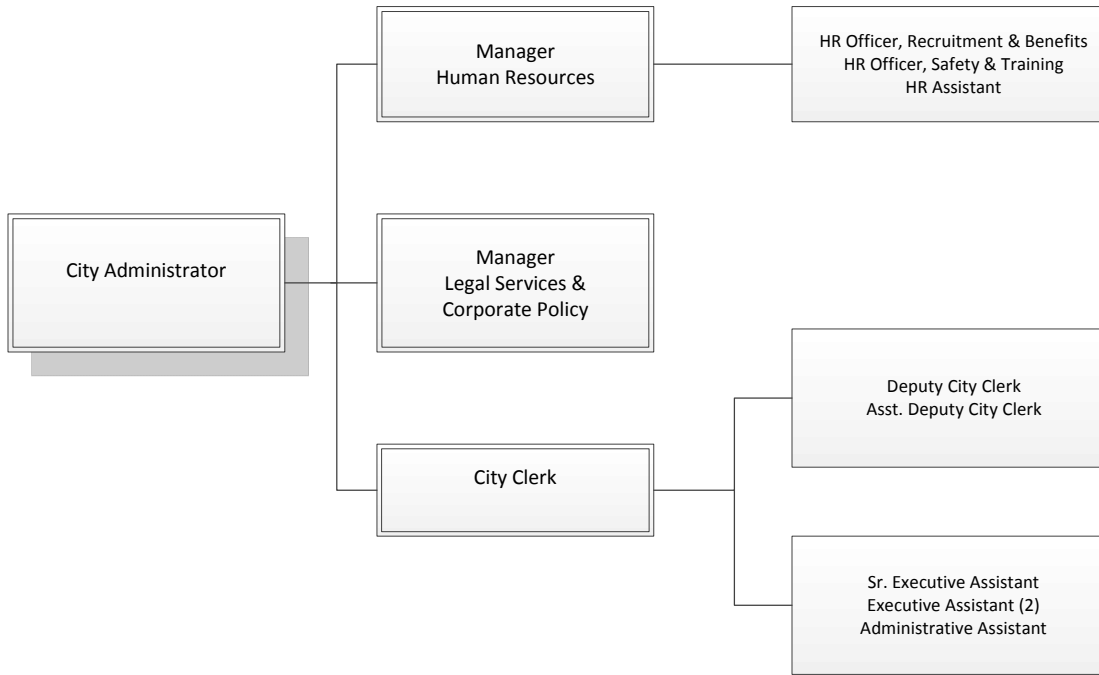 Manager
Human Resources
HR Officer, Recruitment & Benefits
HR Officer, Safety & Training
HR Assistant
City Administrator
Manager
Legal Services &
Corporate Policy
City Clerk
Deputy City Clerk
Asst. Deputy City Clerk
Sr. Executive Assistant
Executive Assistant (2)
Administrative Assistant